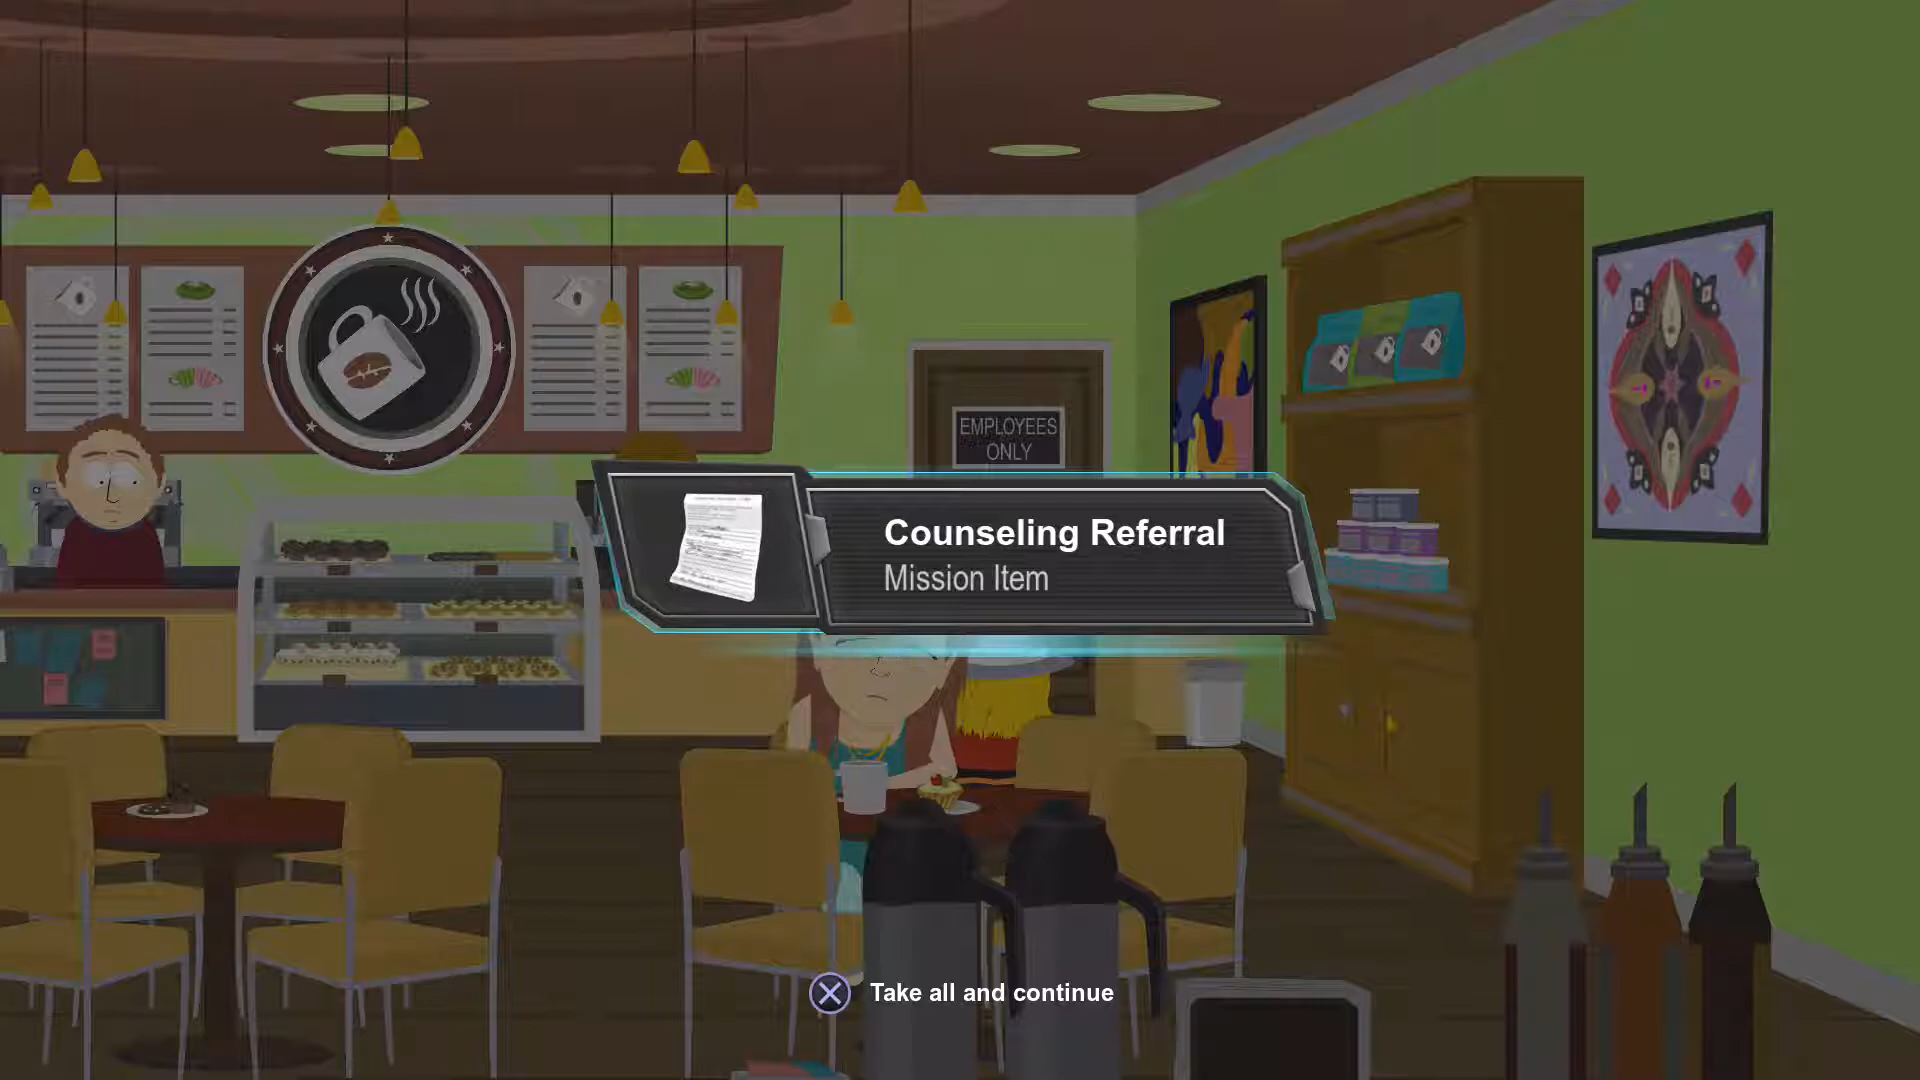 EMPLOYEES
ONLY
Counseling Referral
Mission Item
Take all and continue